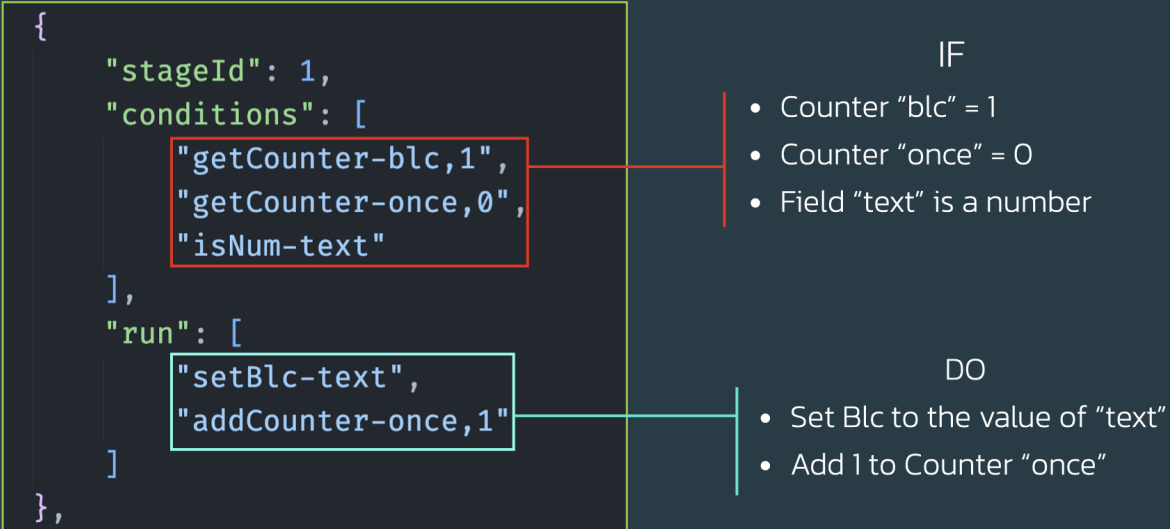 {
"stageId": 1,
"conditions": [
"getCounter-blc,1",
"getCounter-once,0",
"isNum-text"
],
"run": [
"setBlc-text",
"addCounter-once,1"
]
},
IF
• Counter “blc” = 1
• Counter “once” = 0
• Field “text” is a number
DO
• Set Blc to the value of “text”
• Add 1 to Counter “once”